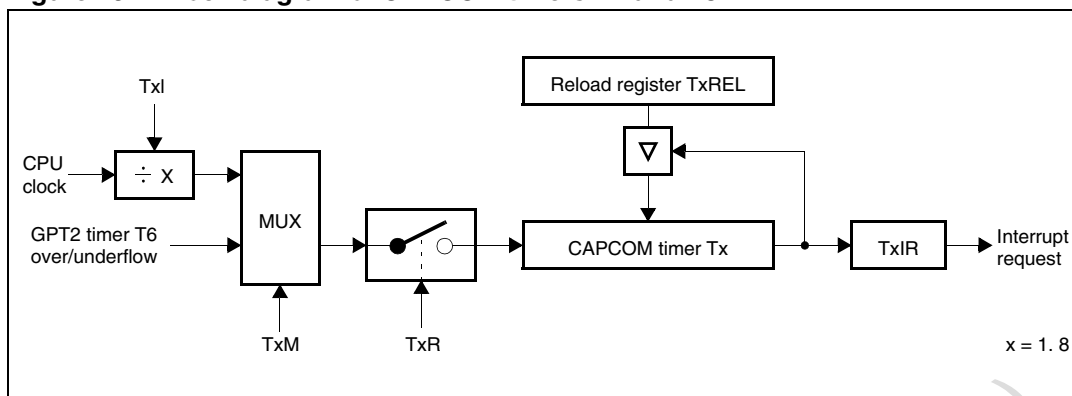 TxI
Reload register TxREL
CPU
clock
÷ X
MUX
GPT2 timer T6
over/underflow
CAPCOM timer Tx
TxIR
Interrupt
request
TxM
TxR
x = 1. 8